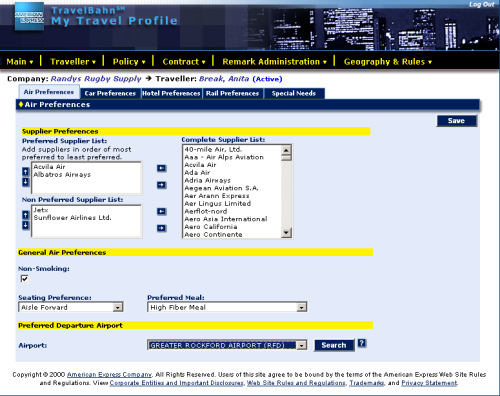 Log Out
AMERICAN EXPRESS
TravelBahn SM
My Travel Profile
Main Traveller Policy Contract Remark Administration Geography & Rules
Company: Randys Rugby Supply → Traveller: Break, Anita (Active)
Air Preferences Car Preferences Hotel Preferences Rail Preferences Special Needs
Air Preferences
Save
Supplier Preferences
Preferred Supplier List:
Add suppliers in order of most
preferred to least preferred.
Acvila Air
Albatros Airways
Non Preferred Supplier List:
Jetx
Sunflower Airlines Ltd.
Complete Supplier List:
40-mile Air, Ltd.
Aaa - Air Alps Aviation
Acvila Air
Ada Air
Adria Airways
Aegean Aviation S.A.
Aer Arann Express
Aer Lingus Limited
Aerflot-nord
Aero Asia International
Aero California
Aero Continente
General Air Preferences
Non-Smoking:
Seating Preference: Preferred Meal:
Aisle Forward High Fiber Meal
Preferred Departure Airport
Airport: GREATER ROCKFORD AIRPORT (RFD) Search ?
Copyright © 2000 American Express Company. All Rights Reserved. Users of this site agree to be bound by the terms of the American Express Web Site Rules
and Regulations. View Corporate Entities and Important Disclosures, Web Site Rules and Regulations, Trademarks, and Privacy Statement.